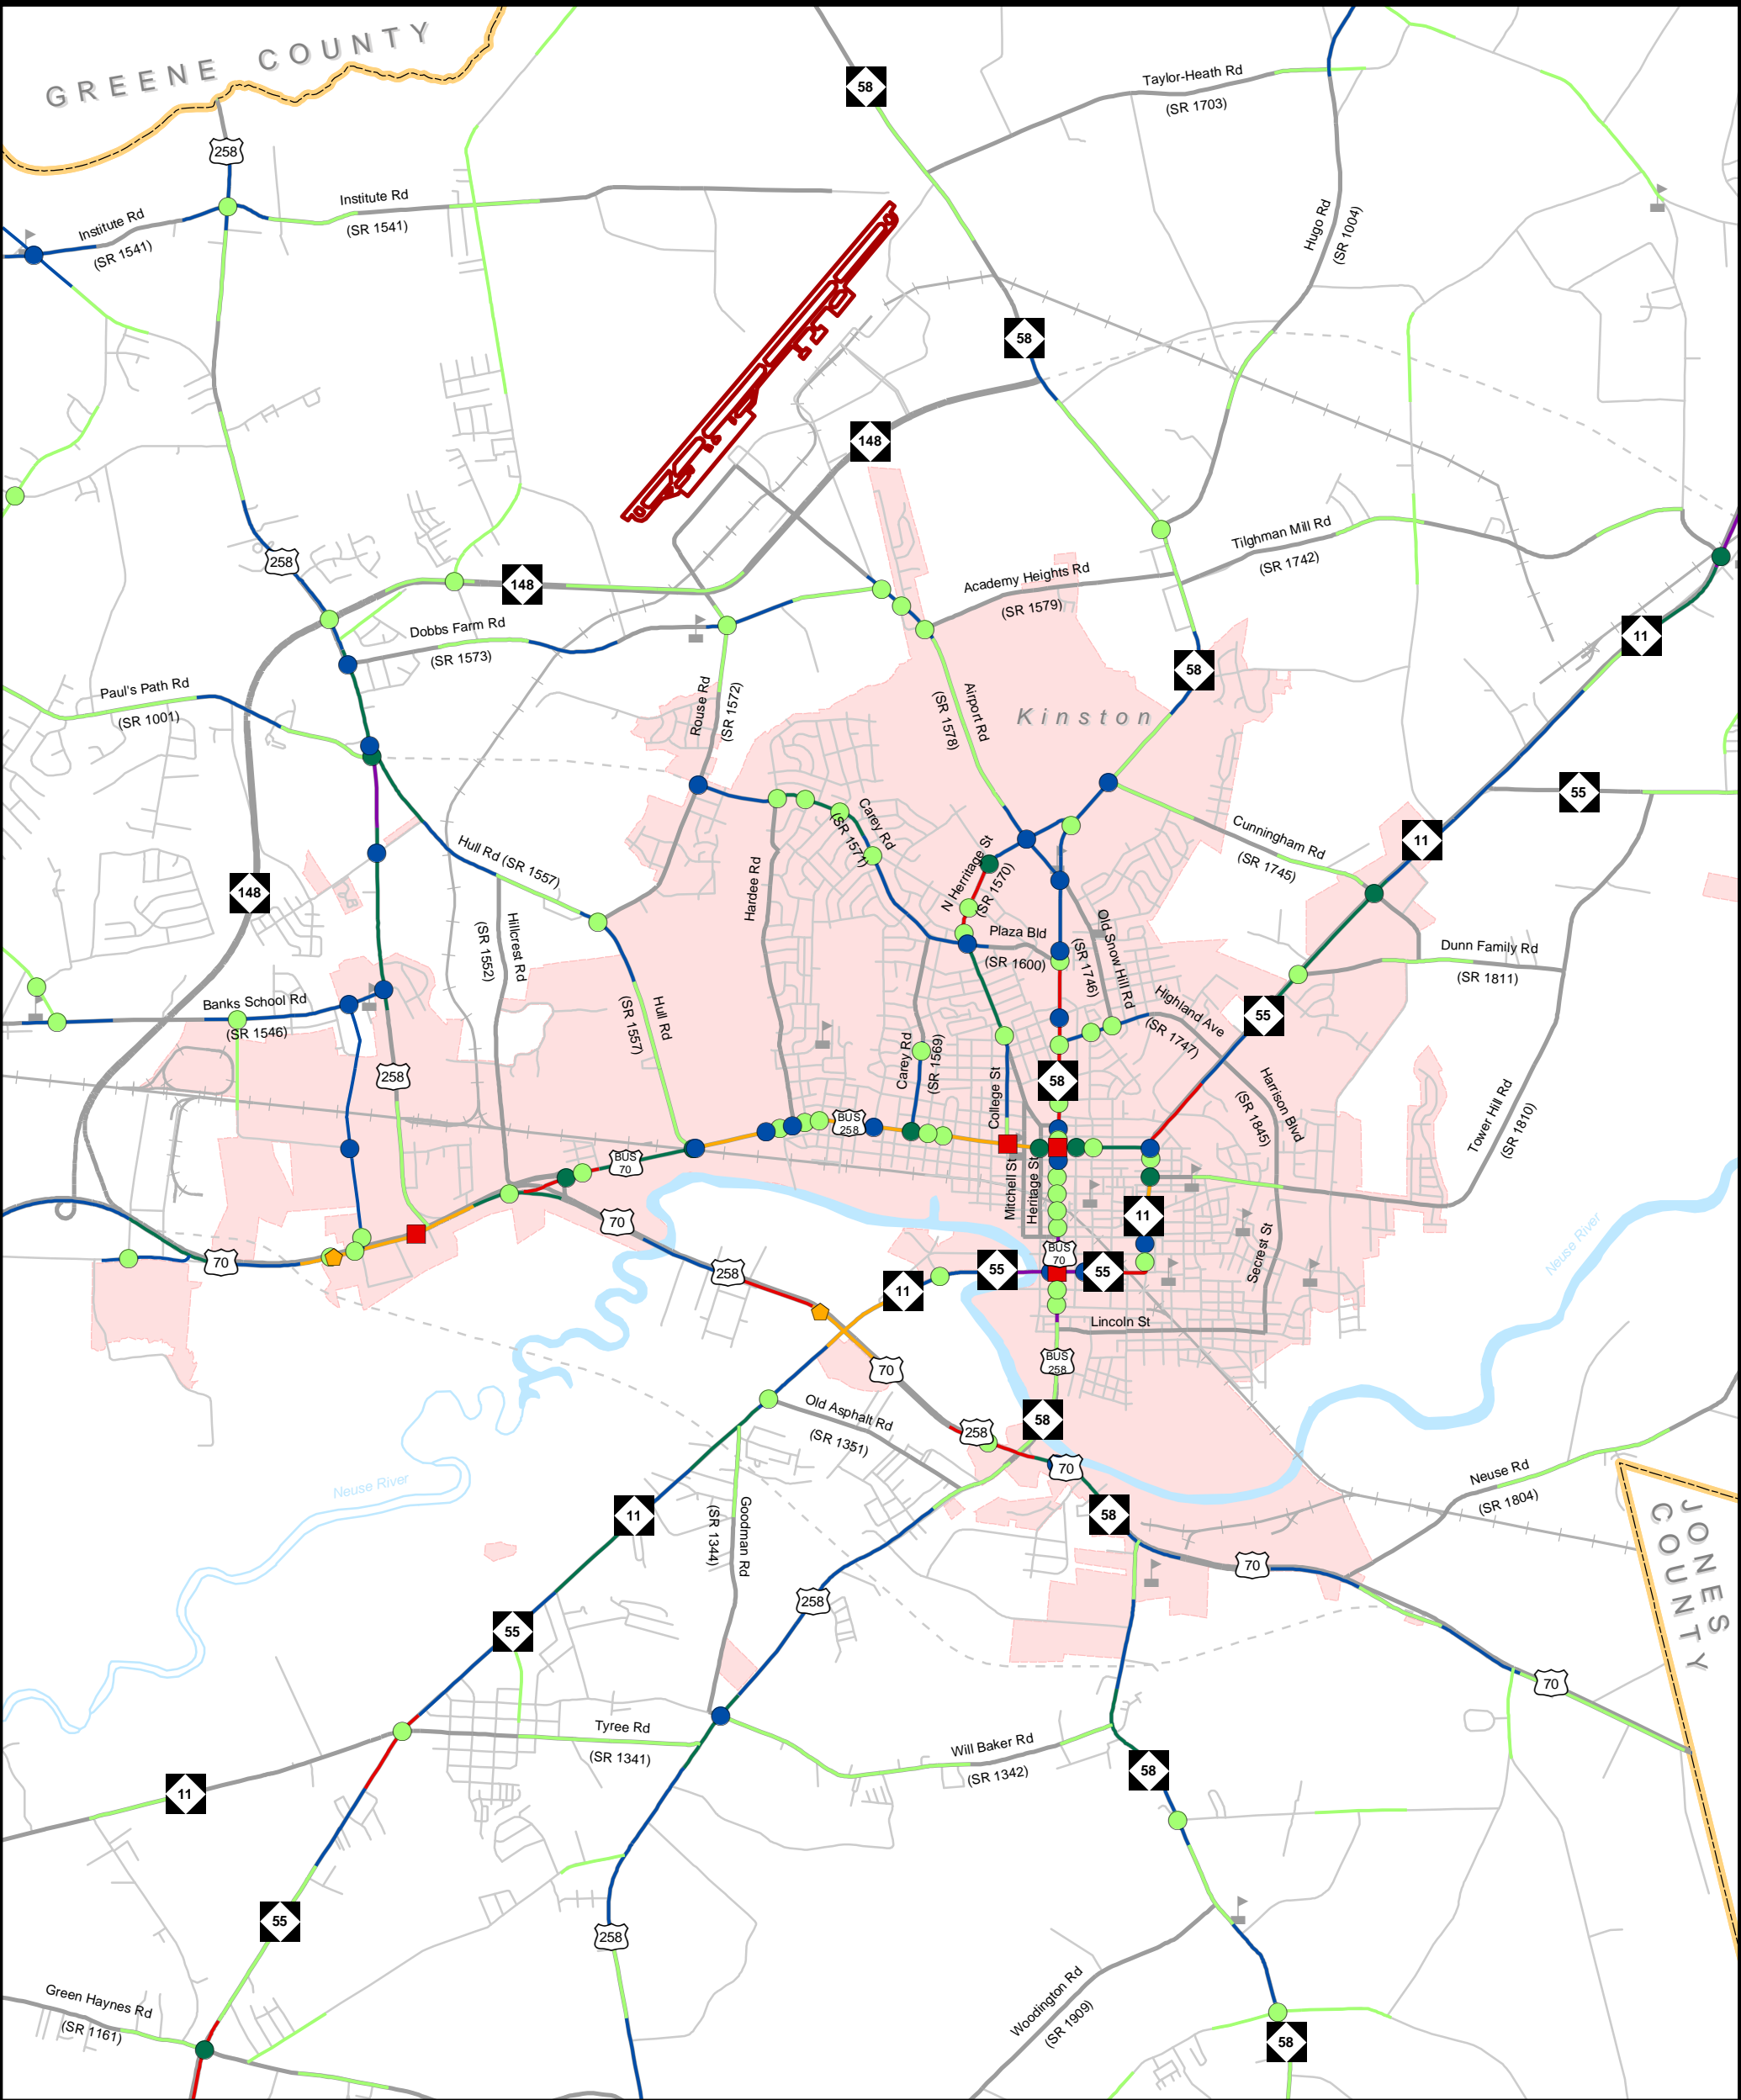 GREENE COUNTY
58
Taylor-Heath Rd
(SR 1703)
258
Institute Rd
(SR 1541)
Institute Rd
(SR 1541)
Hugo Rd
(SR 1004)
58
148
258
148
Tilghman Mill Rd
(SR 1742)
Academy Heights Rd
(SR 1579)
Dobbs Farm Rd
(SR 1573)
11
58
Paul's Path Rd
(SR 1001)
Rouse Rd
(SR 1572)
Airport Rd
(SR 1578)
Kinston
55
11
Carey Rd
(SR 1571)
Cunningham Rd
(SR 1745)
Hull Rd (SR 1557)
148
Hardee Rd
N Herritage St
(SR 1570)
Hillcrest Rd
(SR 1552)
Plaza Bld
(SR 1600)
Old Snow Hill Rd
(SR 1746)
Dunn Family Rd
(SR 1811)
Banks School Rd
(SR 1546)
Hull Rd
(SR 1557)
Highland Ave
(SR 1747)
55
258
Carey Rd
(SR 1569)
College St
58
Harrison Blvd
(SR 1845)
Tower Hill Rd
(SR 1810)
BUS
258
BUS
70
Mitchell St
Heritage St
11
70
Secrest St
Neuse River
70
258
55
BUS
70
55
11
Lincoln St
BUS
258
70
Old Asphalt Rd
(SR 1351)
58
258
70
Neuse River
Neuse Rd
(SR 1804)
11
Goodman Rd
(SR 1344)
58
JONES
COUNTY
70
258
55
70
Tyree Rd
(SR 1341)
Will Baker Rd
(SR 1342)
58
11
55
258
Woodington Rd
(SR 1909)
Green Haynes Rd
(SR 1161)
58